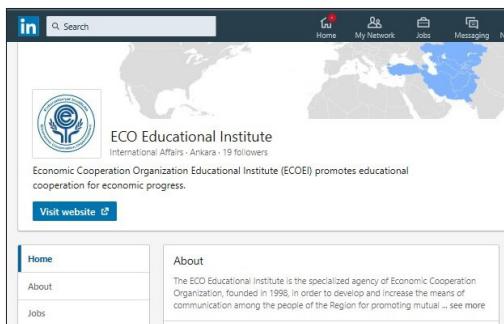 in
Search
Home
My Network
Jobs
Messaging
N
ECO Educational Institute
International Affairs · Ankara · 19 followers
Economic Cooperation Organization Educational Institute (ECOEI) promotes educational
cooperation for economic progress.
Visit website
Home
About
Jobs
About
The ECO Educational Institute is the specialized agency of Economic Cooperation
Organization, founded in 1998, in order to develop and increase the means of
communication among the people of the Region for promoting mutual ... see more